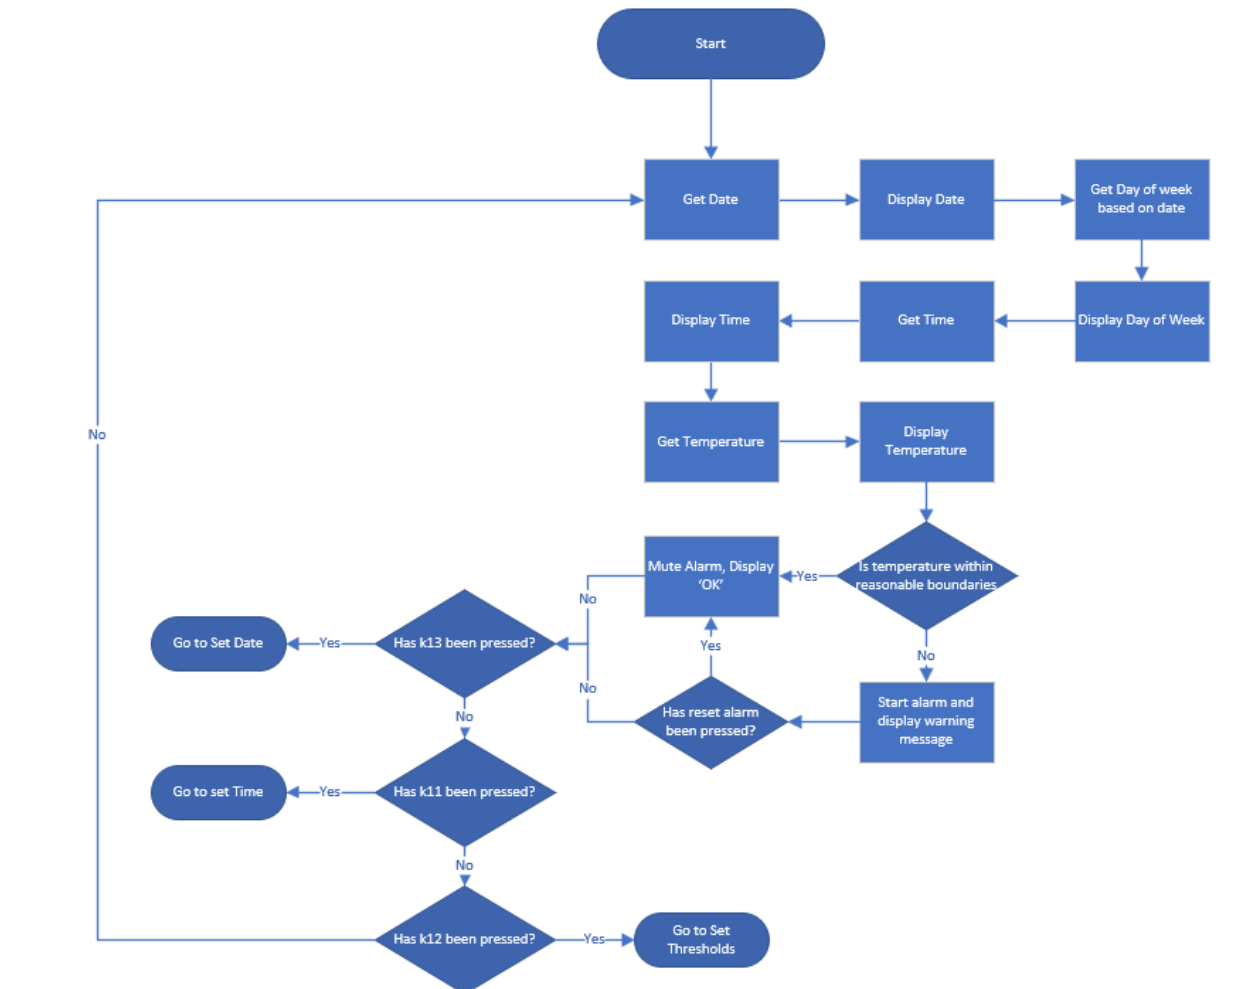 Start
Get Date
Display Date
Get Day of week
based on date
Display Time
Get Time
Display Day of Week
No
Get Temperature
Display
Temperature
Mute Alarm, Display
‘OK’
Yes
Is temperature within
reasonable boundaries
No
Yes
No
Go to Set Date
Yes
Has k13 been pressed?
No
Has reset alarm
been pressed?
Start alarm and
display warning
message
No
Go to set Time
Yes
Has k11 been pressed?
No
Has k12 been pressed?
Yes
Go to Set
Thresholds